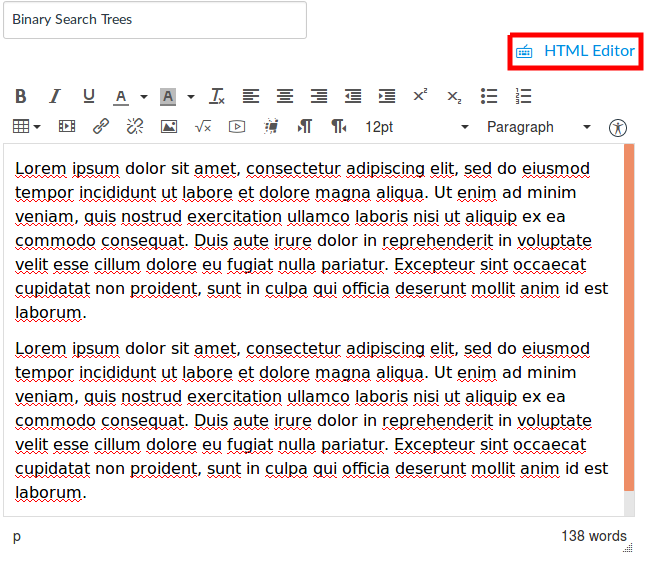 Binary Search Trees
HTML Editor
B I U A A Tx x² x₂
√x 12pt Paragraph
Lorem ipsum dolor sit amet, consectetur adipiscing elit, sed do eiusmod
tempor incididunt ut labore et dolore magna aliqua. Ut enim ad minim
veniam, quis nostrud exercitation ullamco laboris nisi ut aliquip ex ea
commodo consequat. Duis aute irure dolor in reprehenderit in voluptate
velit esse cillum dolore eu fugiat nulla pariatur. Excepteur sint occaecat
cupidatat non proident, sunt in culpa qui officia deserunt mollit anim id est
laborum.
Lorem ipsum dolor sit amet, consectetur adipiscing elit, sed do eiusmod
tempor incididunt ut labore et dolore magna aliqua. Ut enim ad minim
veniam, quis nostrud exercitation ullamco laboris nisi ut aliquip ex ea
commodo consequat. Duis aute irure dolor in reprehenderit in voluptate
velit esse cillum dolore eu fugiat nulla pariatur. Excepteur sint occaecat
cupidatat non proident, sunt in culpa qui officia deserunt mollit anim id est
laborum.
p 138 words